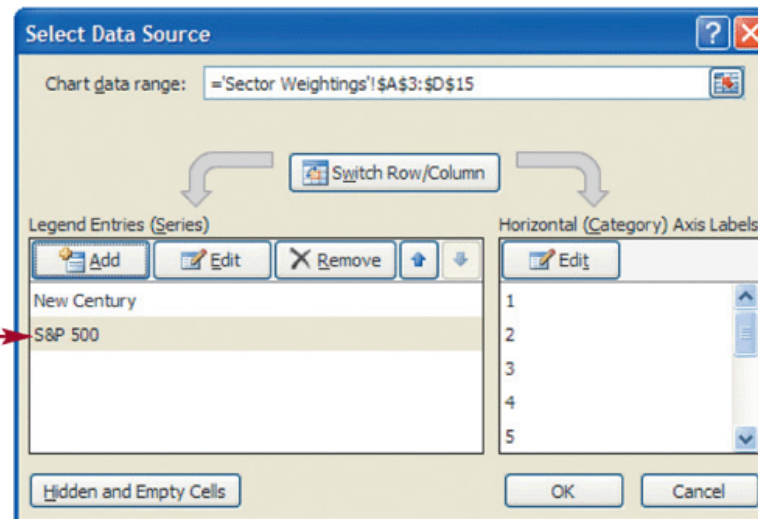 Select Data Source
Chart data range: ='Sector Weightings'!$A$3:$D$15
Switch Row/Column
Legend Entries (Series)
Horizontal (Category) Axis Labels
Add Edit Remove
Edit
New Century
S&P 500
1
2
3
4
5
Hidden and Empty Cells
OK Cancel